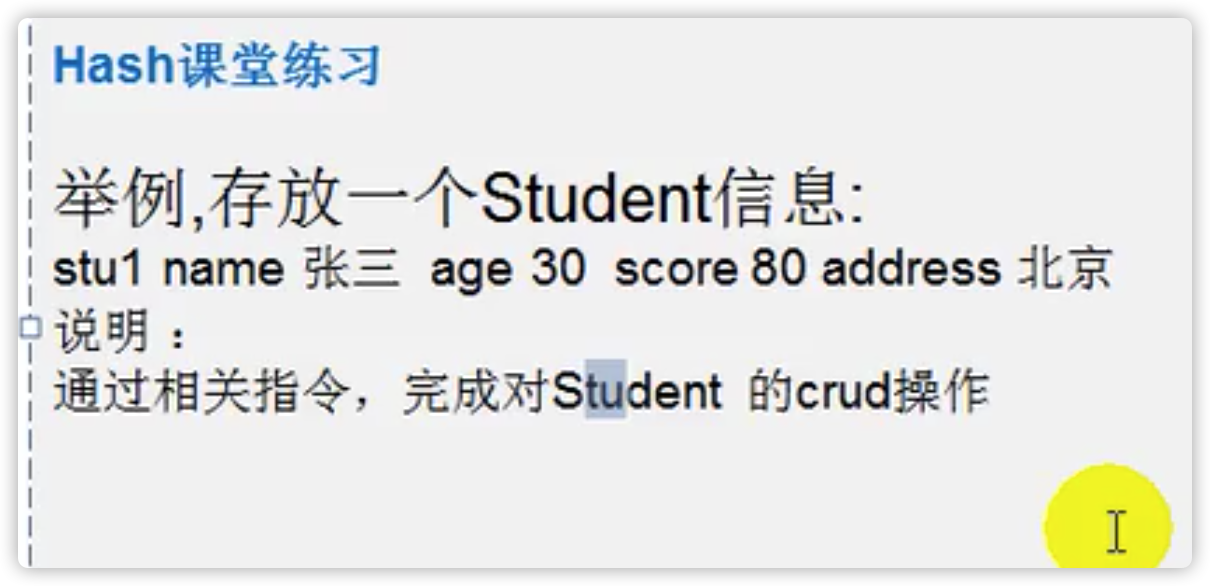 Hash课堂练习
举例,存放一个Student信息:
stu1 name 张三 age 30 score 80 address 北京
说明：
通过相关指令，完成对Student 的crud操作